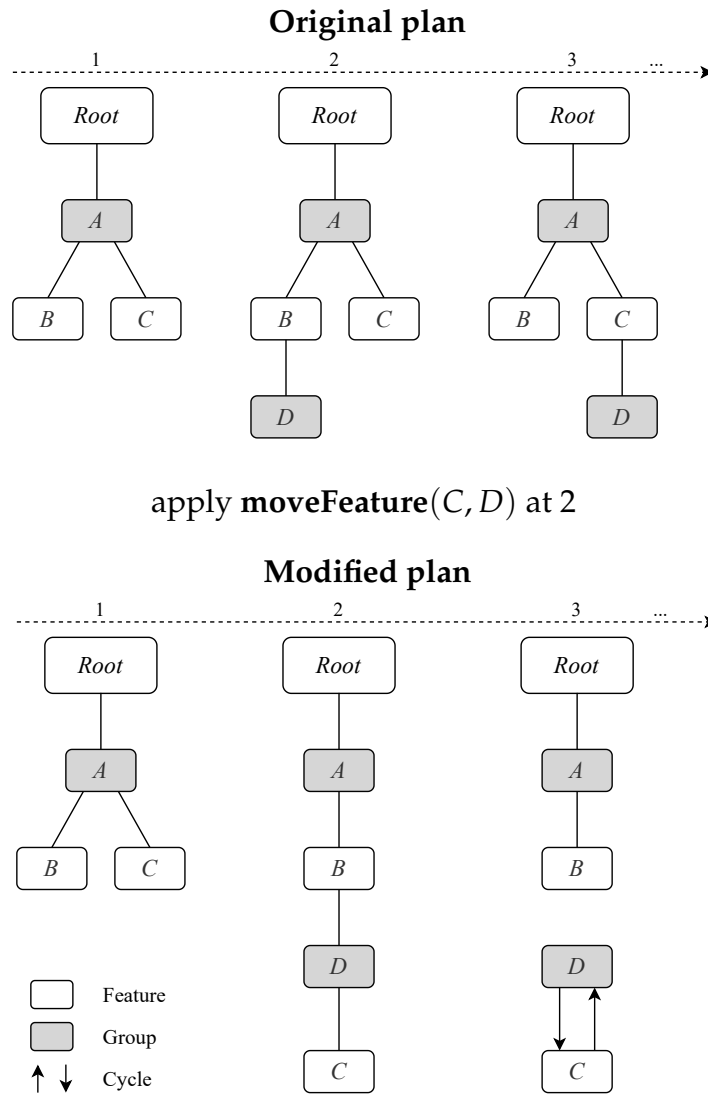 Original plan
1 2 3 ...
Root Root Root
A A A
B C B C B C
D D
apply moveFeature(C, D) at 2
Modified plan
1 2 3 ...
Root Root Root
A A A
B C B B
D D
Feature
Group
C C
Cycle